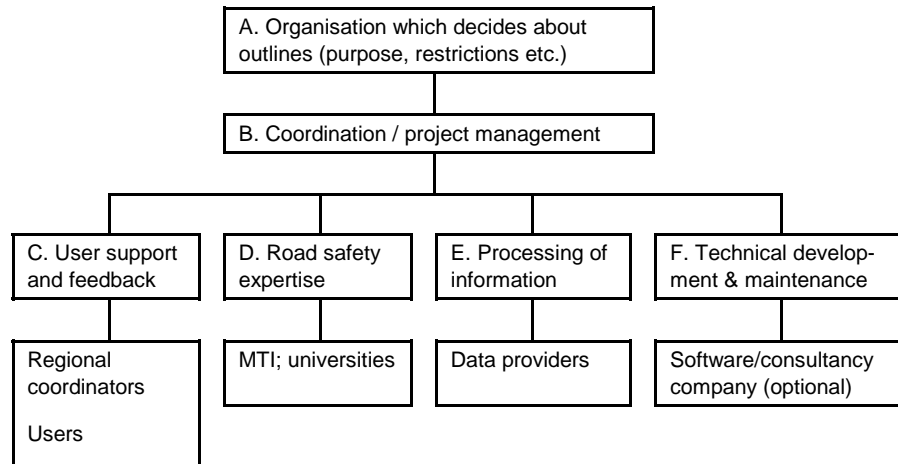 A. Organisation which decides about
outlines (purpose, restrictions etc.)
B. Coordination / project management
C. User support
and feedback
D. Road safety
expertise
E. Processing of
information
F. Technical develop-
ment & maintenance
Regional
coordinators
Users
MTI; universities
Data providers
Software/consultancy
company (optional)